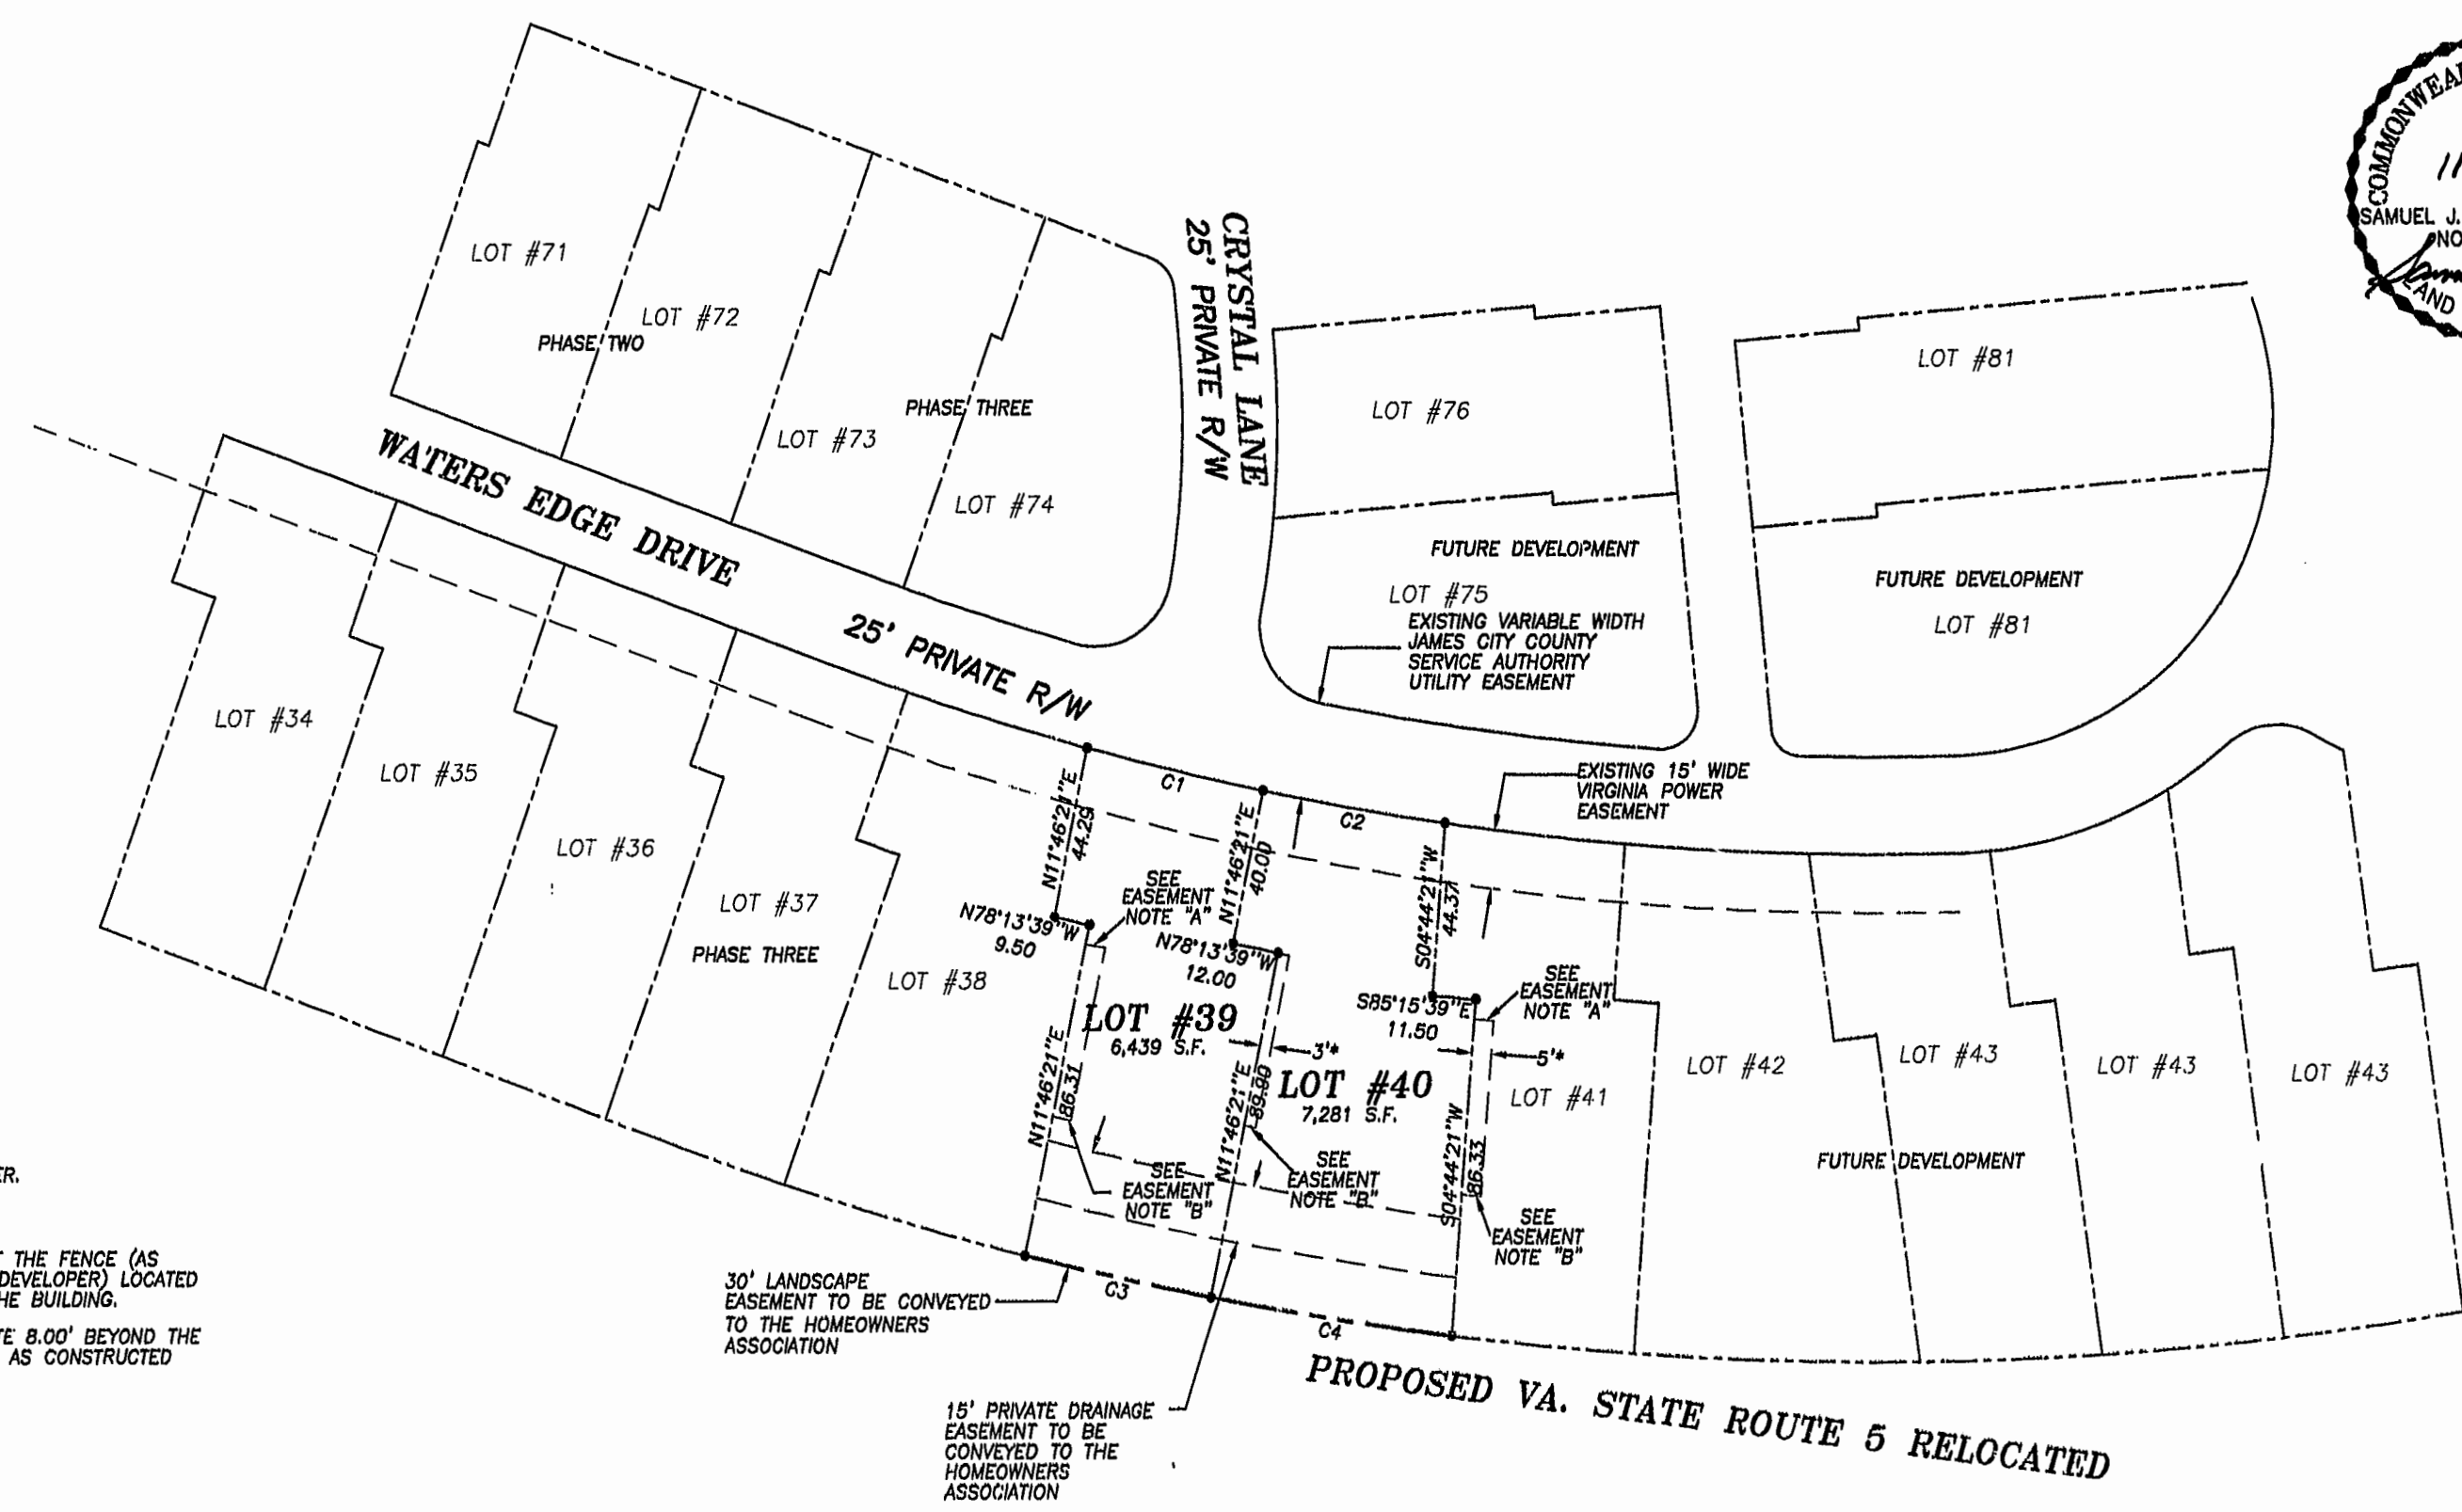 COMMONWEAL
SAMUEL J.
NO
LAND
LOT #71
LOT #72
PHASE TWO
LOT #73
PHASE THREE
LOT #74
CRYSTAL LANE
25' PRIVATE R/W
LOT #76
LOT #81
FUTURE DEVELOPMENT
LOT #75
EXISTING VARIABLE WIDTH
JAMES CITY COUNTY
SERVICE AUTHORITY
UTILITY EASEMENT
FUTURE DEVELOPMENT
LOT #81
WATERS EDGE DRIVE
25' PRIVATE R/W
EXISTING 15' WIDE
VIRGINIA POWER
EASEMENT
LOT #34
LOT #35
LOT #36
LOT #37
PHASE THREE
LOT #38
C1
C2
N11°46'21"E
44.29
N11°46'21"E
40.00
S04°44'21"W
44.37
N78°13'39"W
9.50
SEE
EASEMENT
NOTE "A"
N78°13'39"W
12.00
S85°15'39"E
11.50
SEE
EASEMENT
NOTE "A"
LOT #39
6,439 S.F.
3'*
LOT #40
7,281 S.F.
5'*
LOT #41
LOT #42
LOT #43
LOT #43
LOT #43
FUTURE DEVELOPMENT
N11°46'21"E
86.31
N11°46'21"E
89.90
S04°44'21"W
86.33
SEE
EASEMENT
NOTE "B"
SEE
EASEMENT
NOTE "B"
SEE
EASEMENT
NOTE "B"
ER.
THE FENCE (AS
DEVELOPER) LOCATED
HE BUILDING.
TE 8.00' BEYOND THE
AS CONSTRUCTED
30' LANDSCAPE
EASEMENT TO BE CONVEYED
TO THE HOMEOWNERS
ASSOCIATION
C3
C4
15' PRIVATE DRAINAGE
EASEMENT TO BE
CONVEYED TO THE
HOMEOWNERS
ASSOCIATION
PROPOSED VA. STATE ROUTE 5 RELOCATED